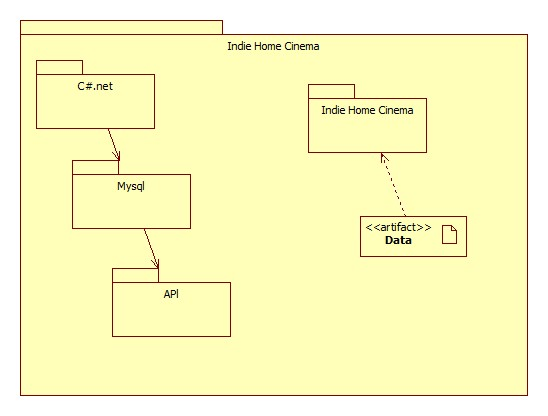 Indie Home Cinema
C#.net
Indie Home Cinema
Mysql
<<artifact>>
Data
API